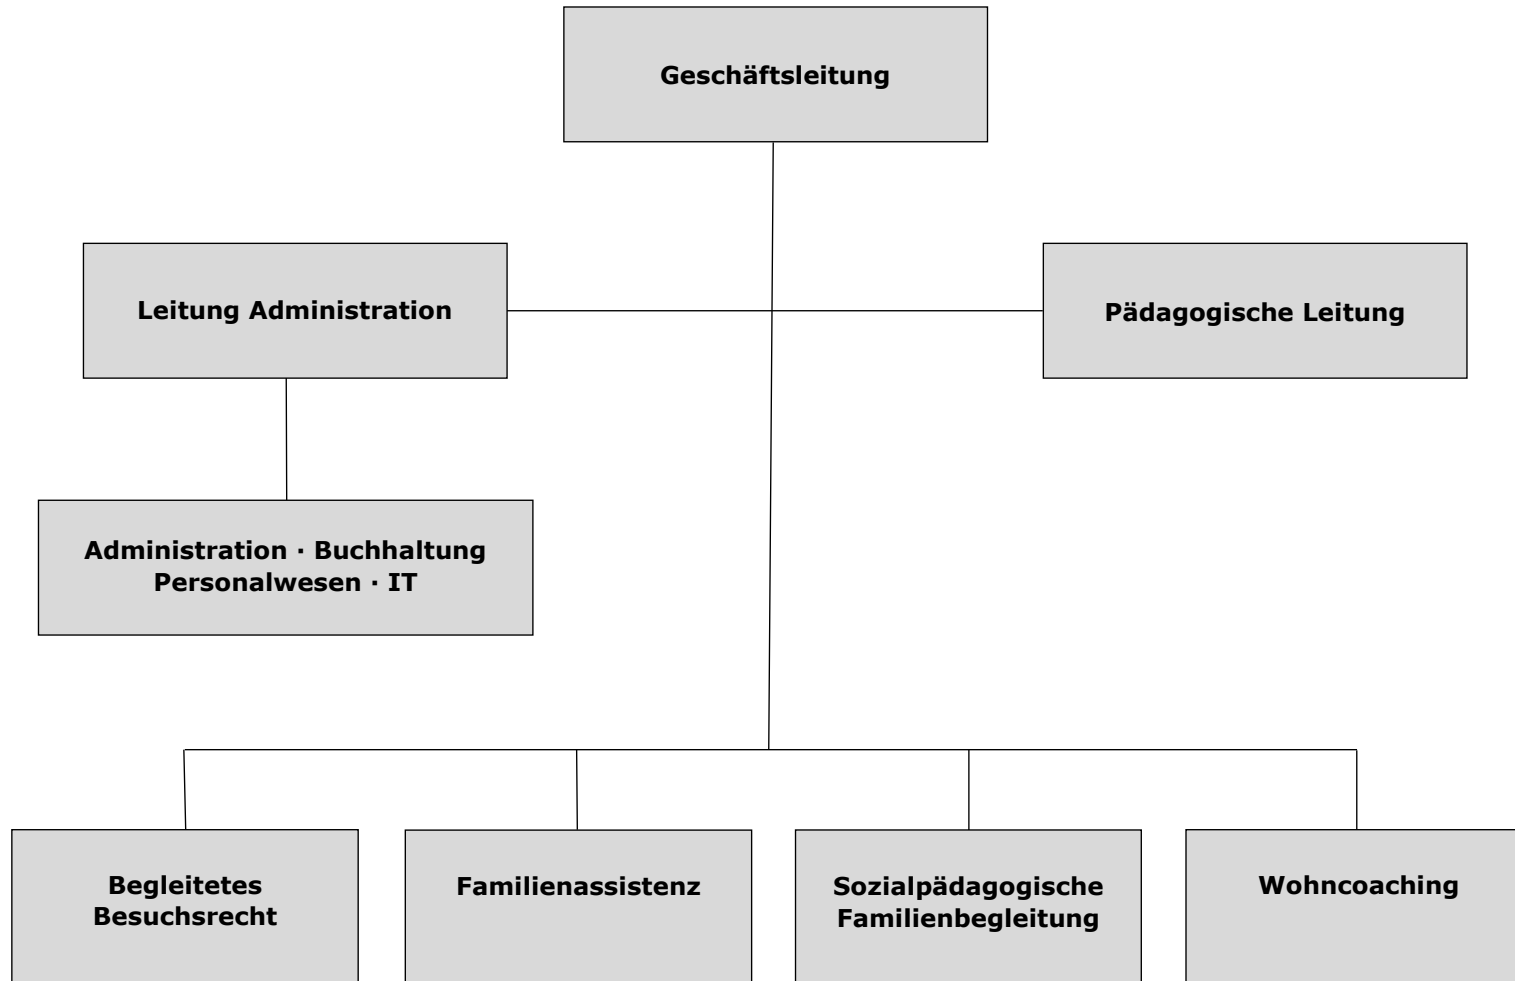 Geschäftsleitung
Leitung Administration
Pädagogische Leitung
Administration · Buchhaltung
Personalwesen · IT
Begleitetes
Besuchsrecht
Familienassistenz
Sozialpädagogische
Familienbegleitung
Wohncoaching